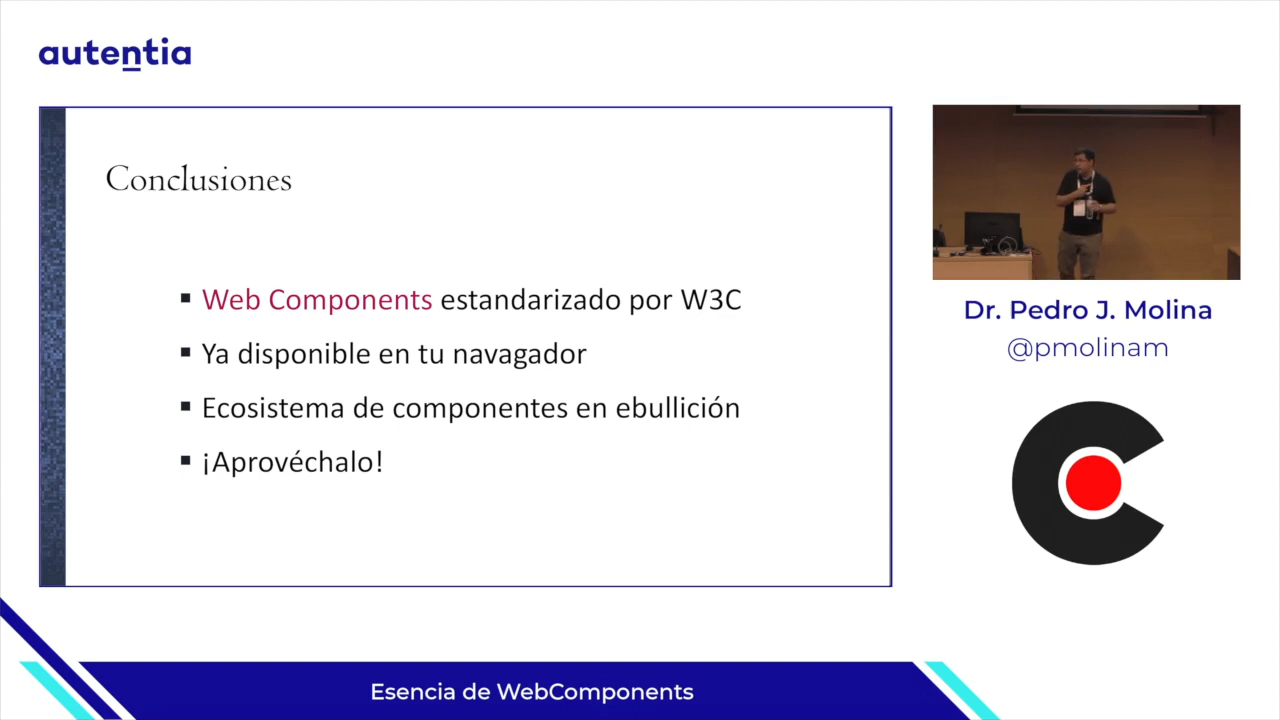 autentia
Conclusiones
Web Components estandarizado por W3C
Ya disponible en tu navagador
Ecosistema de componentes en ebullición
¡Aprovéchalo!
Dr. Pedro J. Molina
@pmolinam
Esencia de WebComponents